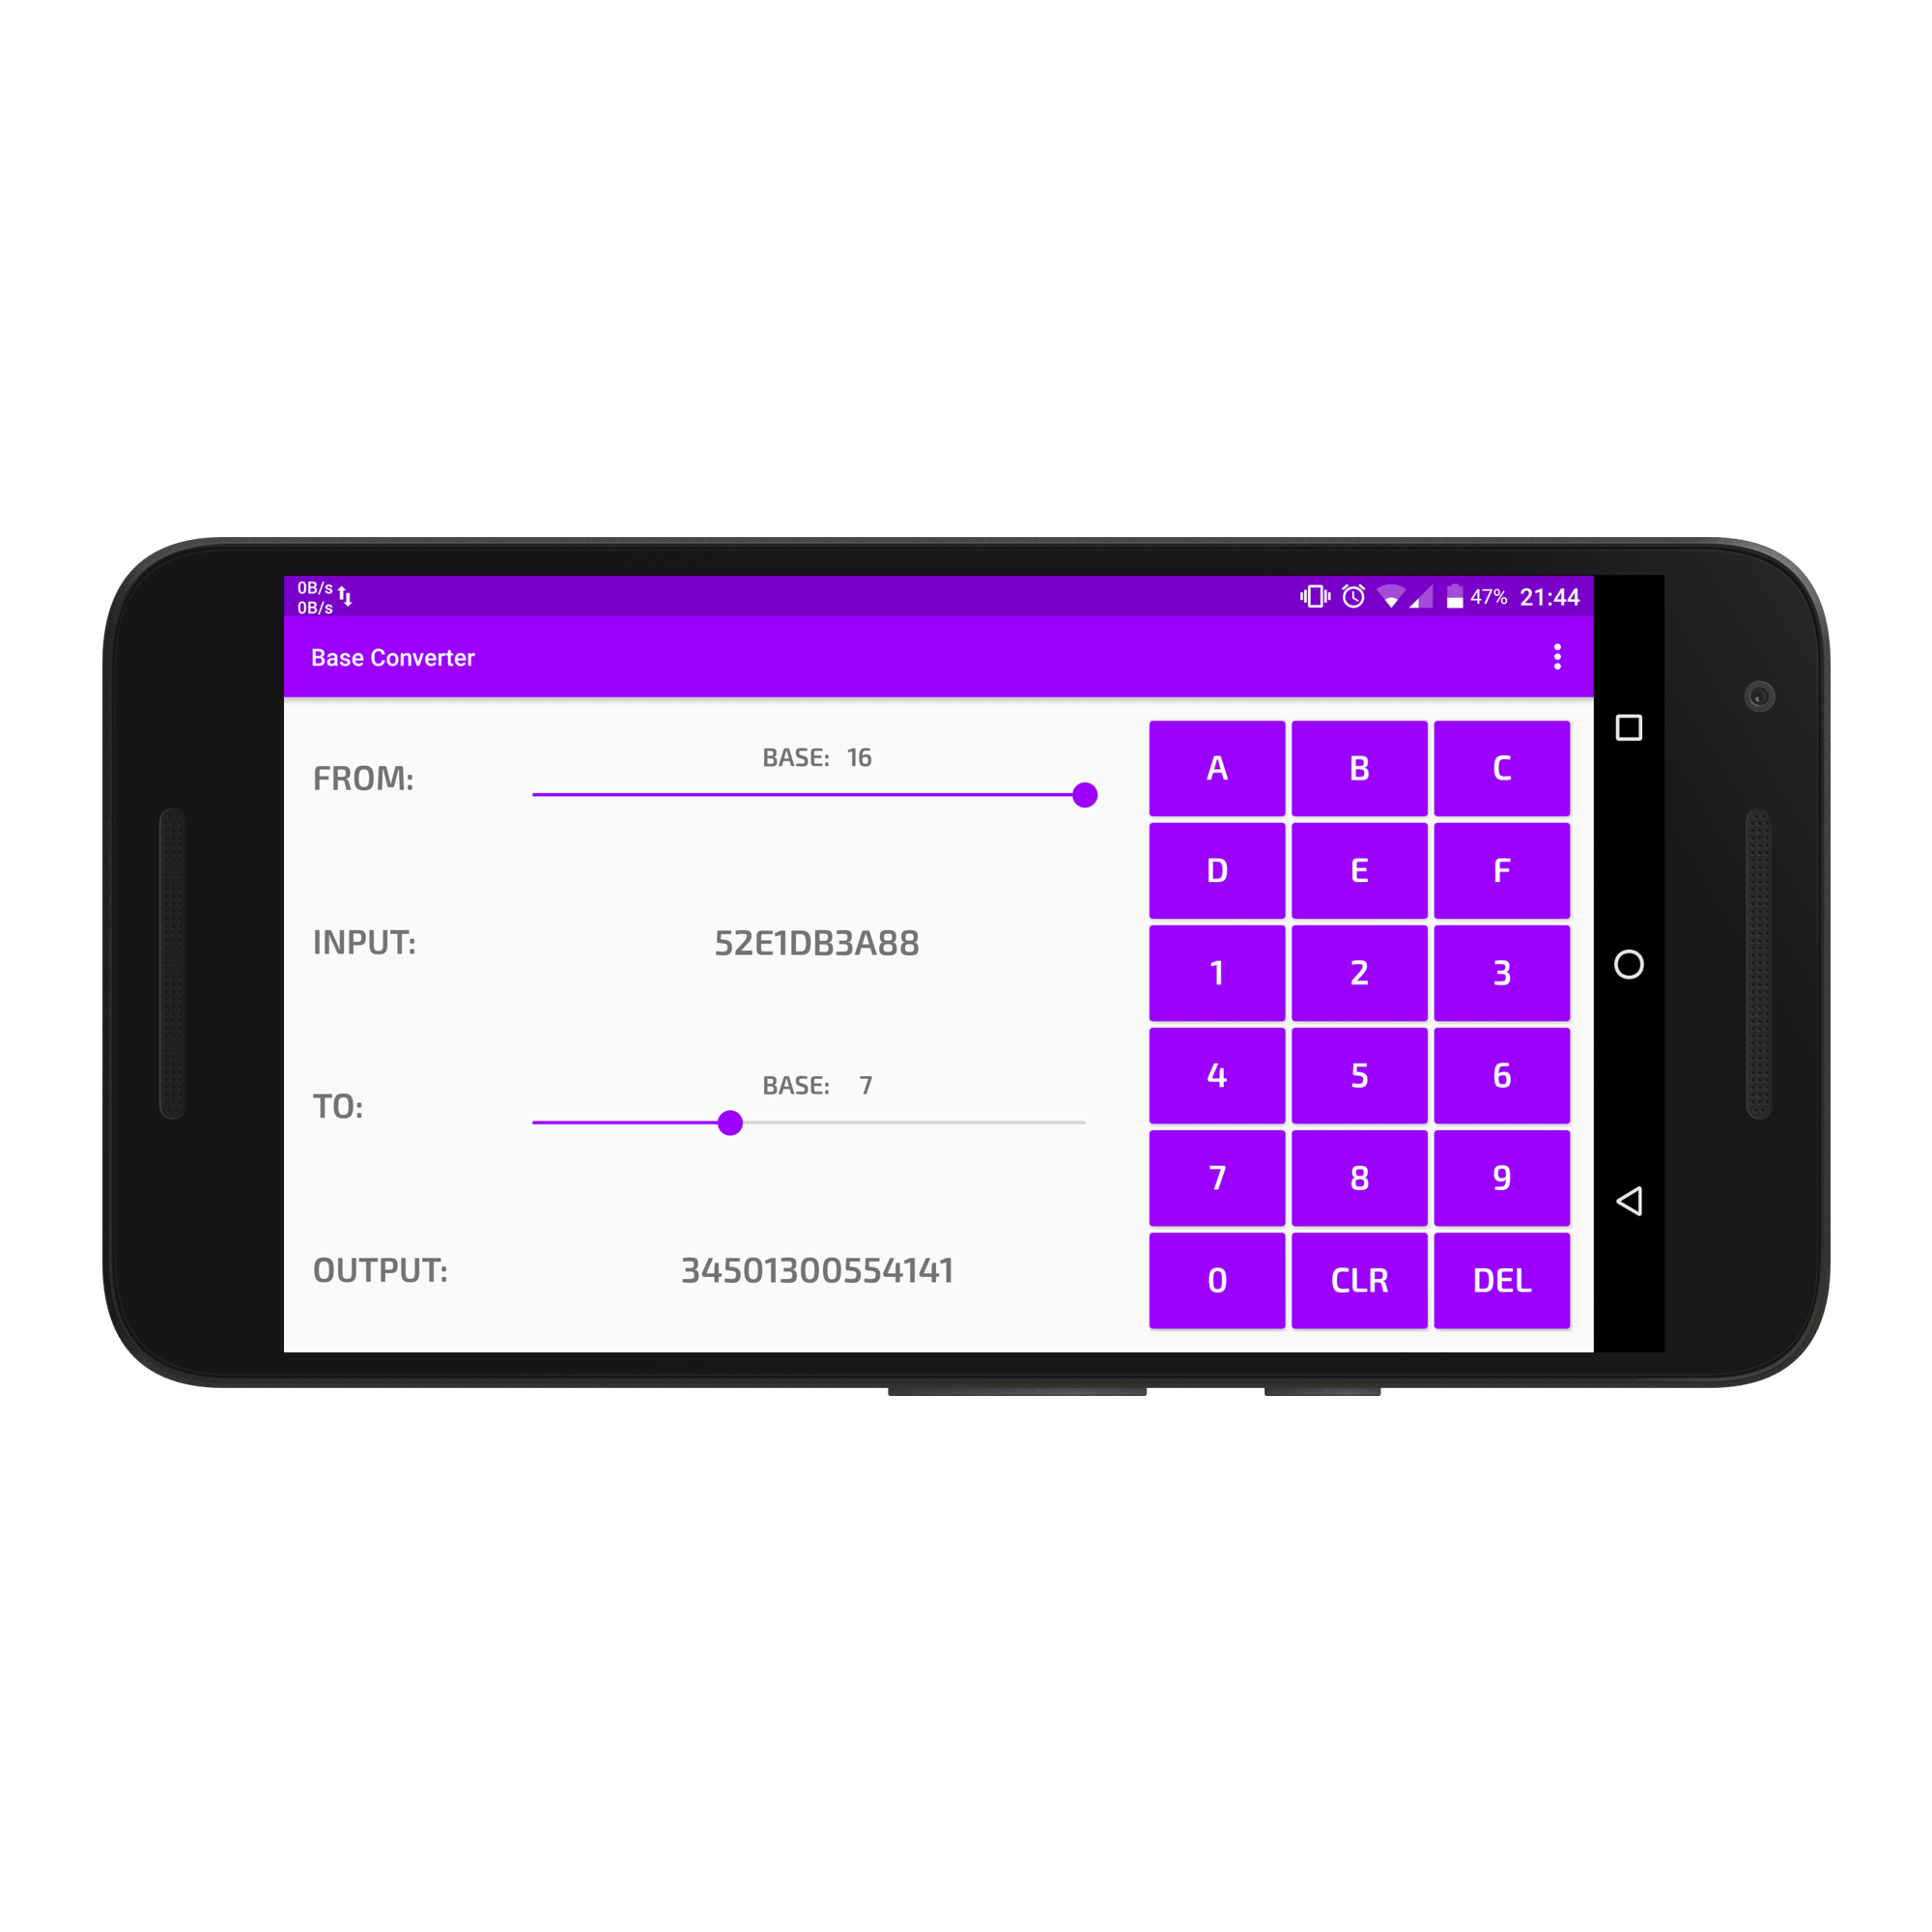 0B/s
0B/s
47% 21:44
Base Converter
FROM:
BASE: 16
INPUT:
52E1DB3A88
TO:
BASE: 7
OUTPUT:
34501300554141
A B C
D E F
1 2 3
4 5 6
7 8 9
0 CLR DEL